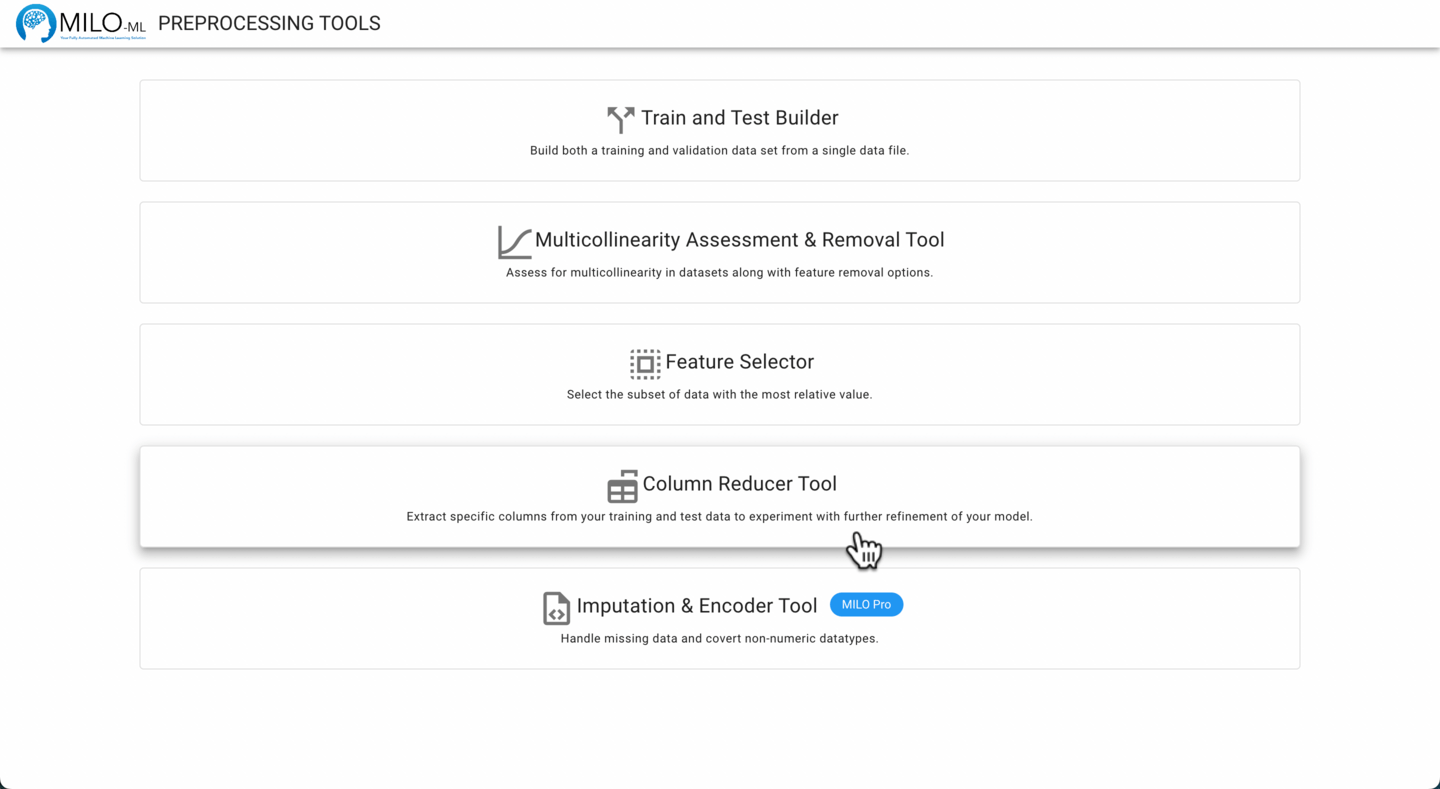 MILO-ML PREPROCESSING TOOLS
Your Fully Automated Machine Learning Solution
Train and Test Builder
Build both a training and validation data set from a single data file.
Multicollinearity Assessment & Removal Tool
Assess for multicollinearity in datasets along with feature removal options.
Feature Selector
Select the subset of data with the most relative value.
Column Reducer Tool
Extract specific columns from your training and test data to experiment with further refinement of your model.
Imputation & Encoder Tool MILO Pro
Handle missing data and covert non-numeric datatypes.